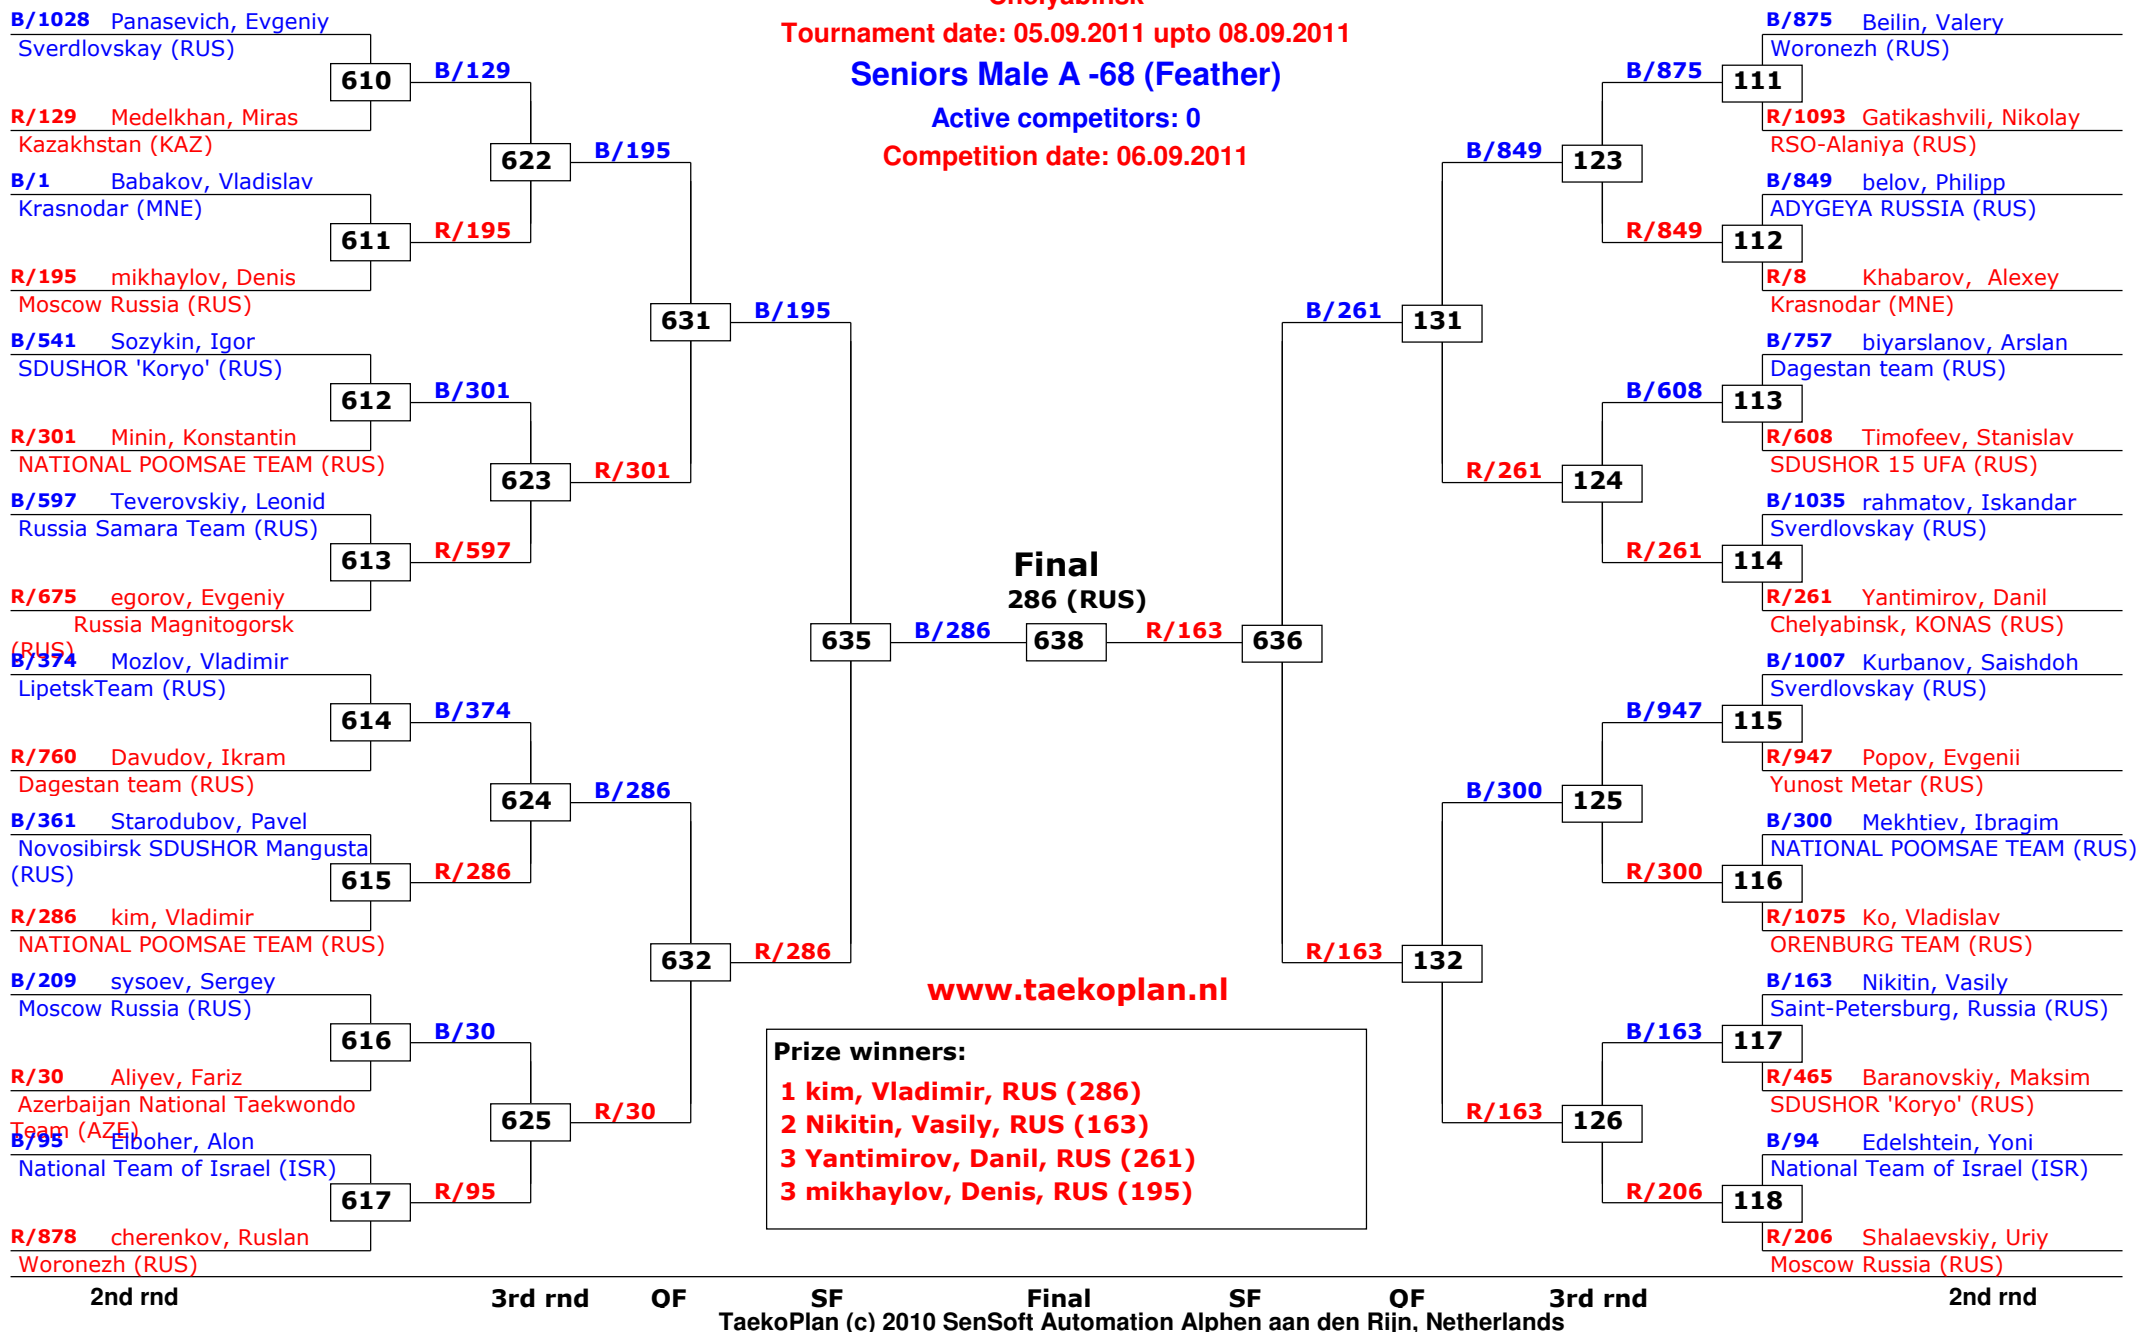 Chelyabinsk
Tournament date: 05.09.2011 upto 08.09.2011
Seniors Male A -68 (Feather)
Active competitors: 0
Competition date: 06.09.2011
B/1028 Panasevich, Evgeniy
Sverdlovskay (RUS)
610
B/129
R/129 Medelkhan, Miras
Kazakhstan (KAZ)
622
B/195
B/1 Babakov, Vladislav
Krasnodar (MNE)
611
R/195
R/195 mikhaylov, Denis
Moscow Russia (RUS)
631
B/195
B/541 Sozykin, Igor
SDUSHOR 'Koryo' (RUS)
612
B/301
R/301 Minin, Konstantin
NATIONAL POOMSAE TEAM (RUS)
623
R/301
B/597 Teverovskiy, Leonid
Russia Samara Team (RUS)
613
R/597
R/675 egorov, Evgeniy
Russia Magnitogorsk
(RUS)
635
B/286
B/374 Mozlov, Vladimir
LipetskTeam (RUS)
614
B/374
R/760 Davudov, Ikram
Dagestan team (RUS)
624
B/286
B/361 Starodubov, Pavel
Novosibirsk SDUSHOR Mangusta
(RUS)
615
R/286
R/286 kim, Vladimir
NATIONAL POOMSAE TEAM (RUS)
632
R/286
B/209 sysoev, Sergey
Moscow Russia (RUS)
616
B/30
R/30 Aliyev, Fariz
Azerbaijan National Taekwondo
Team (AZE)
625
R/30
B/95 Elboher, Alon
National Team of Israel (ISR)
617
R/95
R/878 cherenkov, Ruslan
Woronezh (RUS)
Final
286 (RUS)
638
R/163
636
www.taekoplan.nl
Prize winners:
1 kim, Vladimir, RUS (286)
2 Nikitin, Vasily, RUS (163)
3 Yantimirov, Danil, RUS (261)
3 mikhaylov, Denis, RUS (195)
B/875 Beilin, Valery
Woronezh (RUS)
B/875
111
R/1093 Gatikashvili, Nikolay
RSO-Alaniya (RUS)
B/849
123
B/849 belov, Philipp
ADYGEYA RUSSIA (RUS)
R/849
112
R/8 Khabarov, Alexey
Krasnodar (MNE)
B/261
131
B/757 biyarslanov, Arslan
Dagestan team (RUS)
B/608
113
R/608 Timofeev, Stanislav
SDUSHOR 15 UFA (RUS)
R/261
124
B/1035 rahmatov, Iskandar
Sverdlovskay (RUS)
R/261
114
R/261 Yantimirov, Danil
Chelyabinsk, KONAS (RUS)
B/1007 Kurbanov, Saishdoh
Sverdlovskay (RUS)
B/947
115
R/947 Popov, Evgenii
Yunost Metar (RUS)
B/300
125
B/300 Mekhtiev, Ibragim
NATIONAL POOMSAE TEAM (RUS)
R/300
116
R/1075 Ko, Vladislav
ORENBURG TEAM (RUS)
R/163
132
B/163 Nikitin, Vasily
Saint-Petersburg, Russia (RUS)
B/163
117
R/465 Baranovskiy, Maksim
SDUSHOR 'Koryo' (RUS)
R/163
126
B/94 Edelshtein, Yoni
National Team of Israel (ISR)
R/206
118
R/206 Shalaevskiy, Uriy
Moscow Russia (RUS)
2nd rnd 3rd rnd QF SF Final SF QF 3rd rnd 2nd rnd
TaekoPlan (c) 2010 SenSoft Automation Alphen aan den Rijn, Netherlands